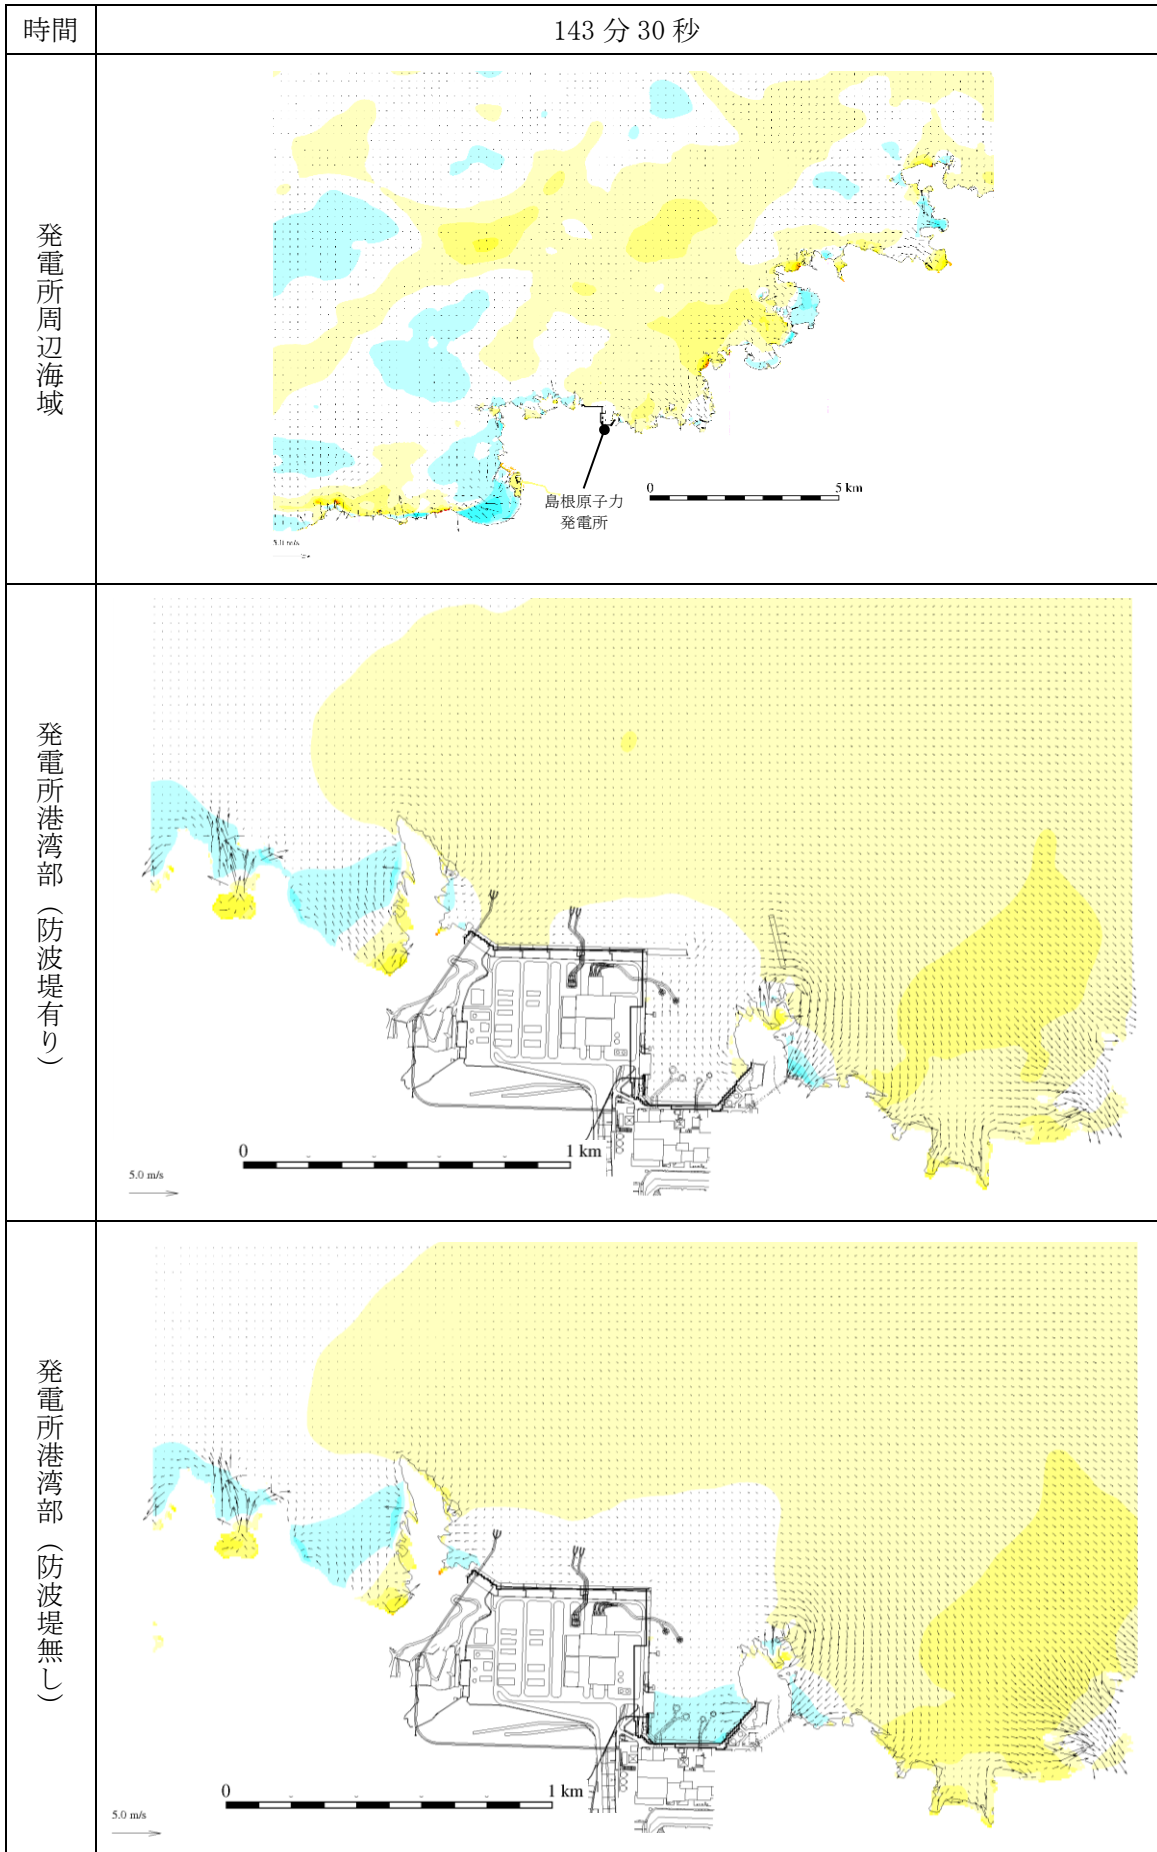 時間
143 分 30 秒
発電所周辺海域
島根原子力
発電所
0
5 km
5.0 m/s
発電所港湾部（防波堤有り）
0
1 km
5.0 m/s
発電所港湾部（防波堤無し）
0
1 km
5.0 m/s